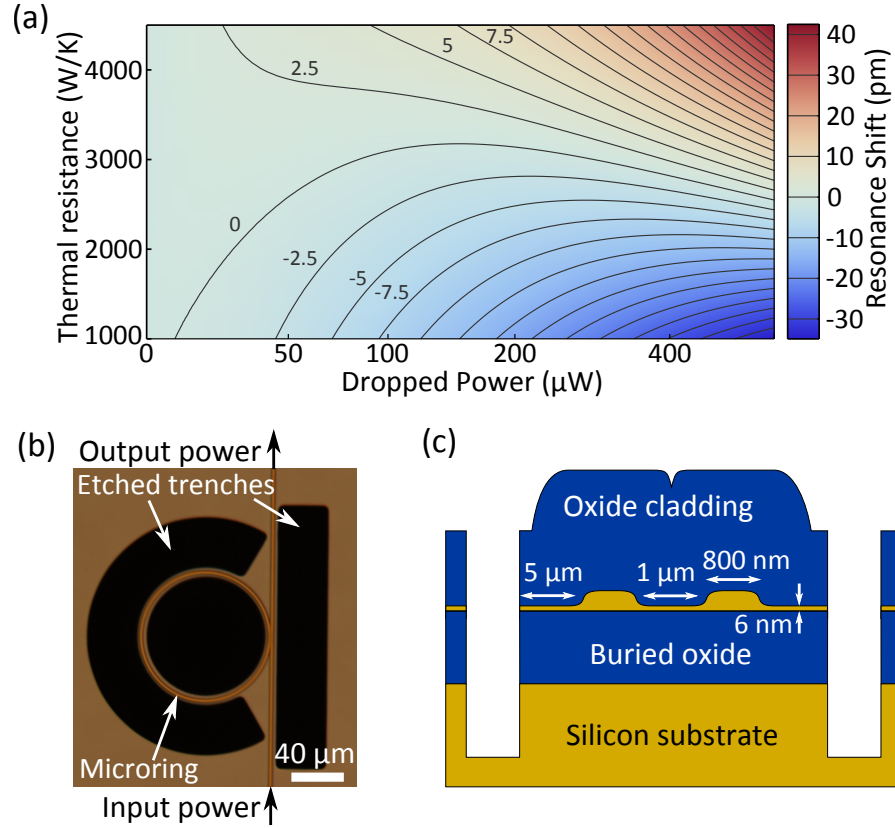 (a)
Thermal resistance (W/K)
4000
3000
2000
1000
0
50
100
200
400
Dropped Power (μW)
2.5
5
7.5
0
-2.5
-5
-7.5
40
30
20
10
0
-10
-20
-30
Resonance Shift (pm)
(b)
Output power
Etched trenches
Microring
40 μm
Input power
(c)
Oxide cladding
800 nm
5 μm
1 μm
6 nm
Buried oxide
Silicon substrate